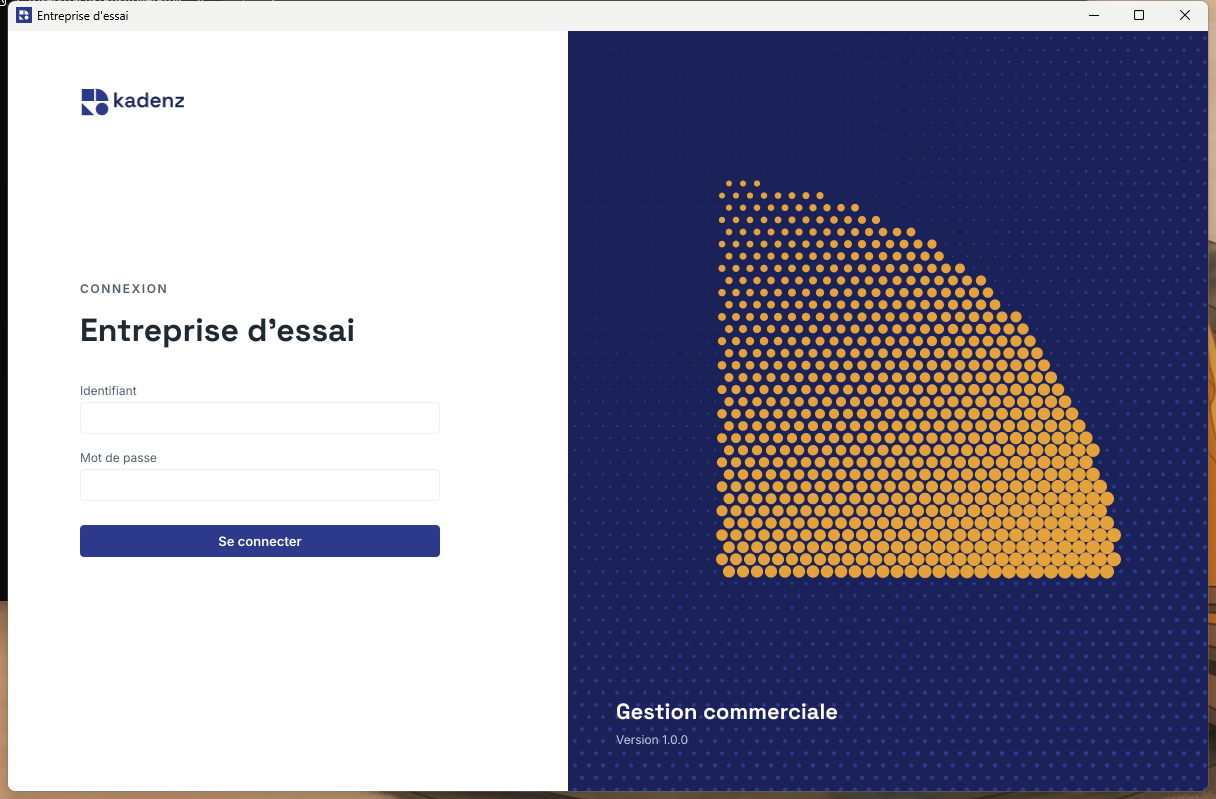 Entreprise d'essai
kadenz
CONNEXION
Entreprise d’essai
Identifiant
Mot de passe
Se connecter
Gestion commerciale
Version 1.0.0